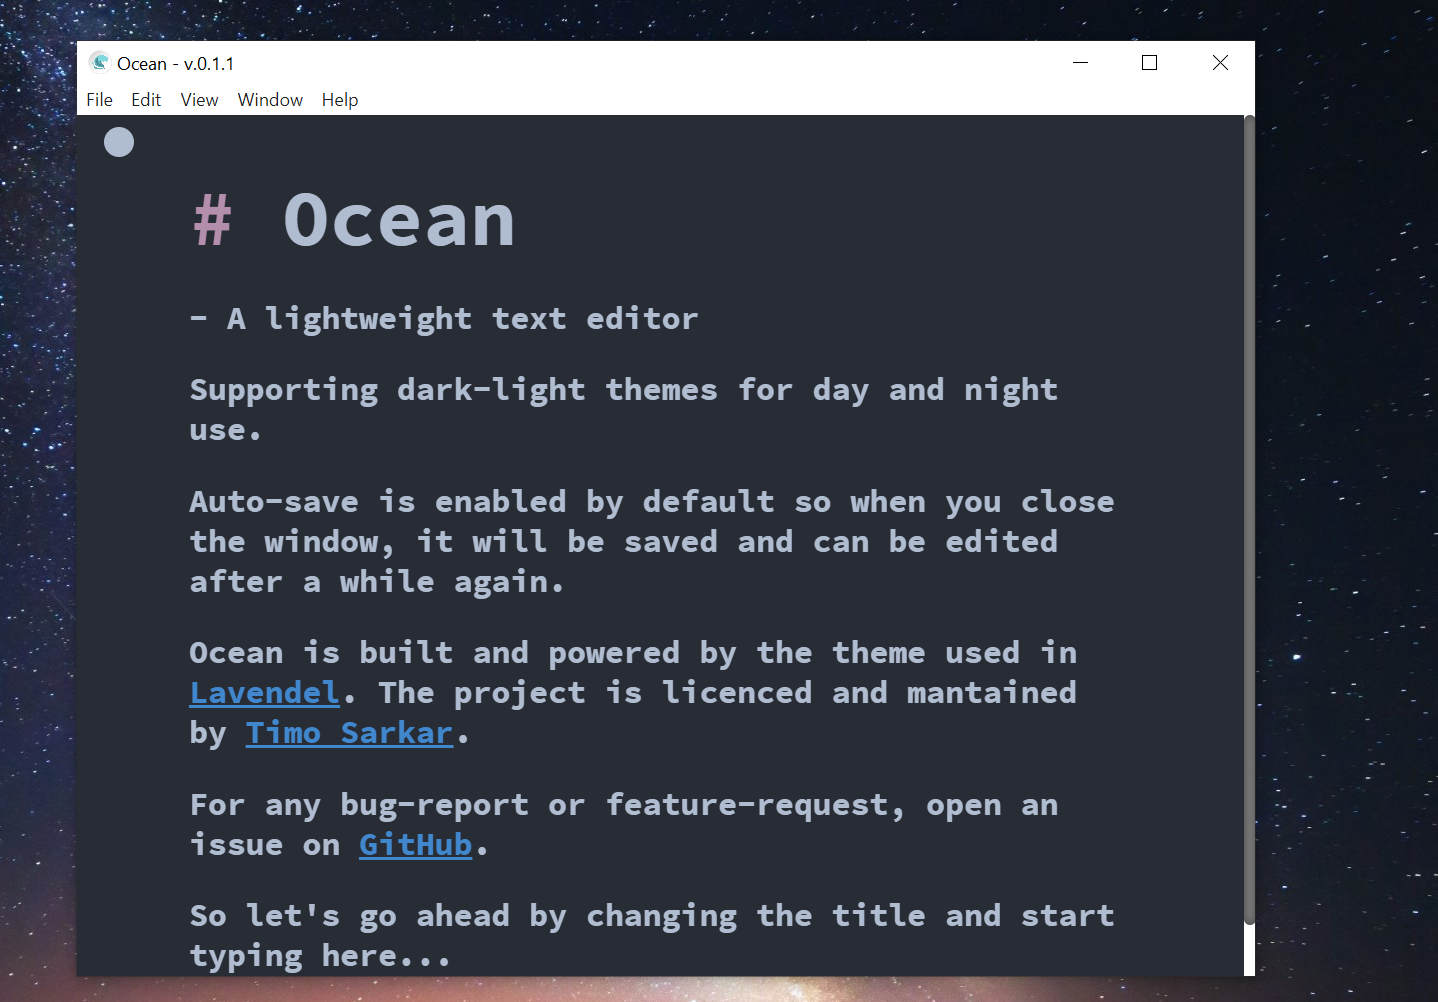 Ocean - v.0.1.1
File Edit View Window Help
# Ocean
- A lightweight text editor
Supporting dark-light themes for day and night
use.
Auto-save is enabled by default so when you close
the window, it will be saved and can be edited
after a while again.
Ocean is built and powered by the theme used in
Lavendel. The project is licenced and mantained
by Timo Sarkar.
For any bug-report or feature-request, open an
issue on GitHub.
So let's go ahead by changing the title and start
typing here...